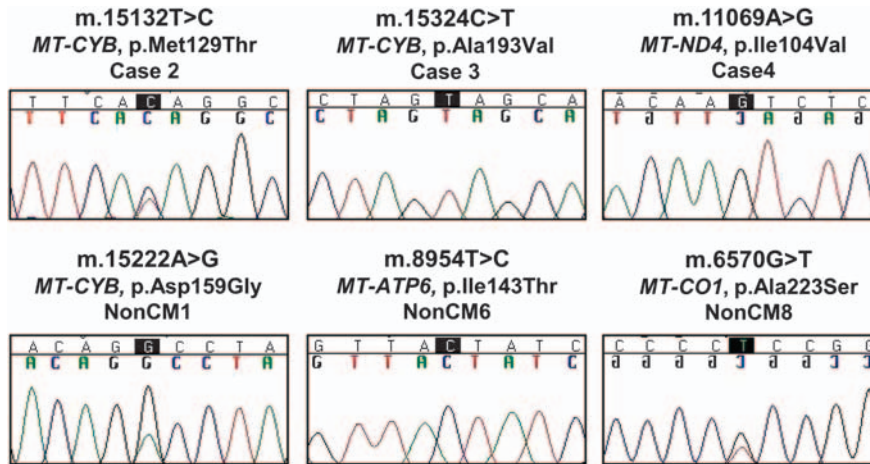 m.15132T>C
MT-CYB, p.Met129Thr
Case 2
T T C A C A G G C
T T C A C A G G C
m.15324C>T
MT-CYB, p.Ala193Val
Case 3
C T A G T A G C A
C T A G T A G C A
m.11069A>G
MT-ND4, p.Ile104Val
Case4
A C A A G T C T C
T G T T C A G A G
m.15222A>G
MT-CYB, p.Asp159Gly
NonCM1
A C A G G C C T A
A C A G G C C T A
m.8954T>C
MT-ATP6, p.Ile143Thr
NonCM6
G T T A C T A T C
G T T A C T A T C
m.6570G>T
MT-CO1, p.Ala223Ser
NonCM8
C C C C T C C G C